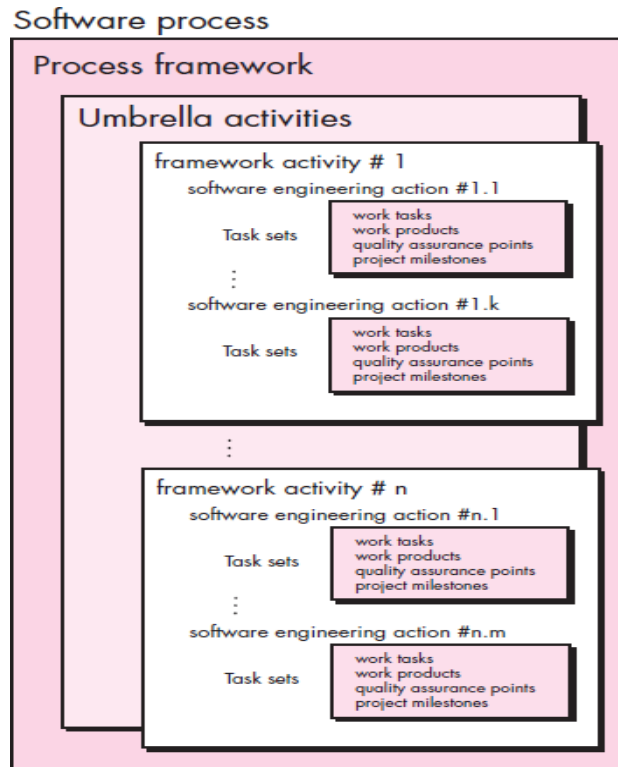 Software process
Process framework
Umbrella activities
framework activity # 1
software engineering action #1.1
Task sets
work tasks
work products
quality assurance points
project milestones
⋮
software engineering action #1.k
Task sets
work tasks
work products
quality assurance points
project milestones
⋮
framework activity # n
software engineering action #n.1
Task sets
work tasks
work products
quality assurance points
project milestones
⋮
software engineering action #n.m
Task sets
work tasks
work products
quality assurance points
project milestones